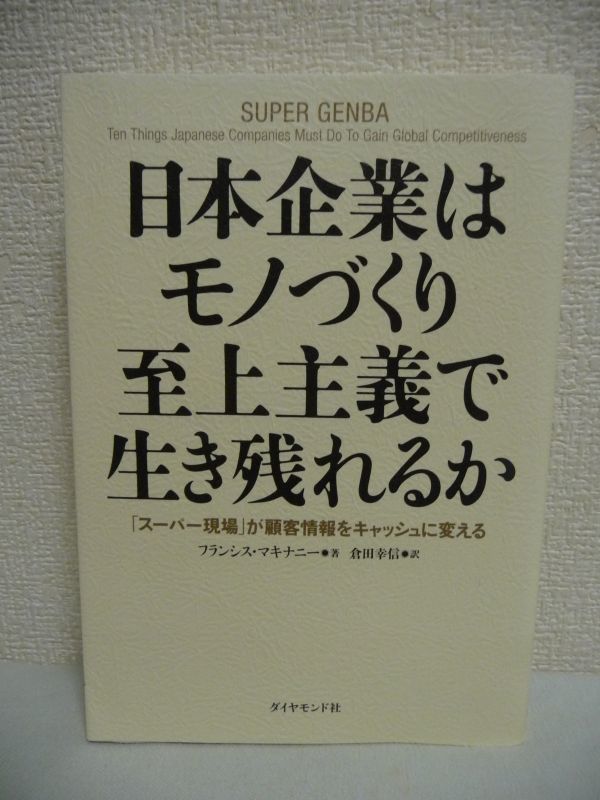 SUPER GENBA
Ten Things Japanese Companies Must Do To Gain Global Competitiveness
日本企業は
モノづくり
至上主義で
生き残れるか
「スーパー現場」が顧客情報をキャッシュに変える
フランシス・マキナニー●著 倉田幸信●訳
ダイヤモンド社